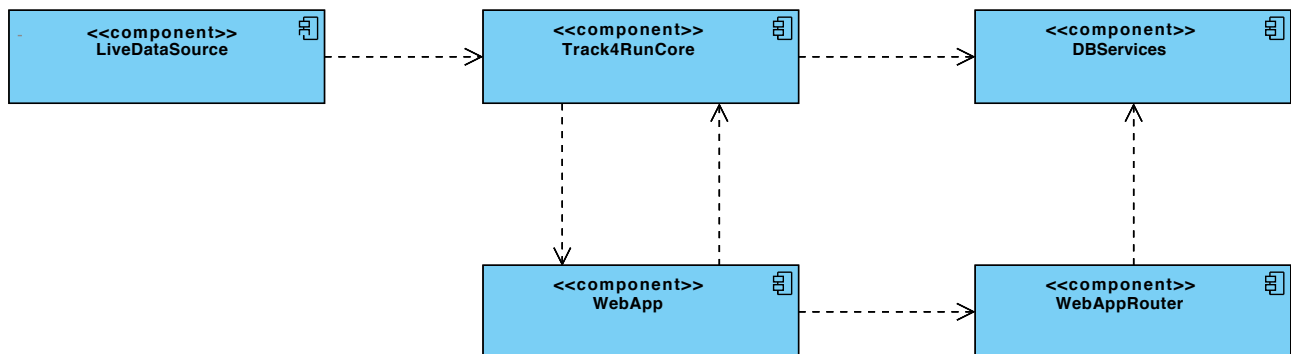 <<component>>
LiveDataSource
<<component>>
Track4RunCore
<<component>>
DBServices
<<component>>
WebApp
<<component>>
WebAppRouter